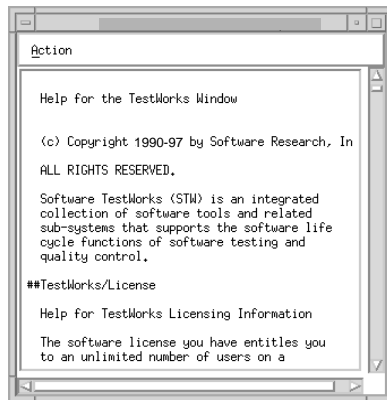 Action
Help for the TestWorks Window
(c) Copyright 1990-97 by Software Research, In
ALL RIGHTS RESERVED.
Software TestWorks (STW) is an integrated
collection of software tools and related
sub-systems that supports the software life
cycle functions of software testing and
quality control.
##TestWorks/License
Help for TestWorks Licensing Information
The software license you have entitles you
to an unlimited number of users on a